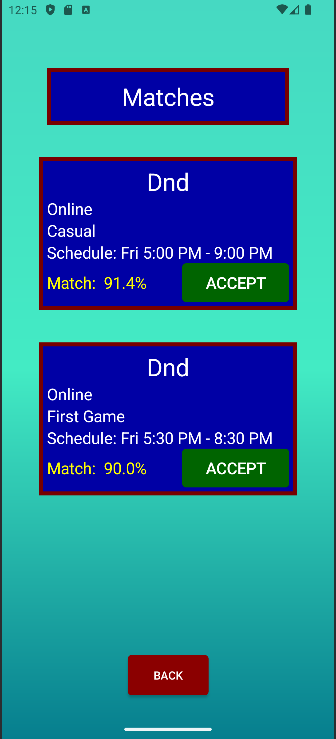 12:15
Matches
Dnd
Online
Casual
Schedule: Fri 5:00 PM - 9:00 PM
Match: 91.4%
ACCEPT
Dnd
Online
First Game
Schedule: Fri 5:30 PM - 8:30 PM
Match: 90.0%
ACCEPT
BACK